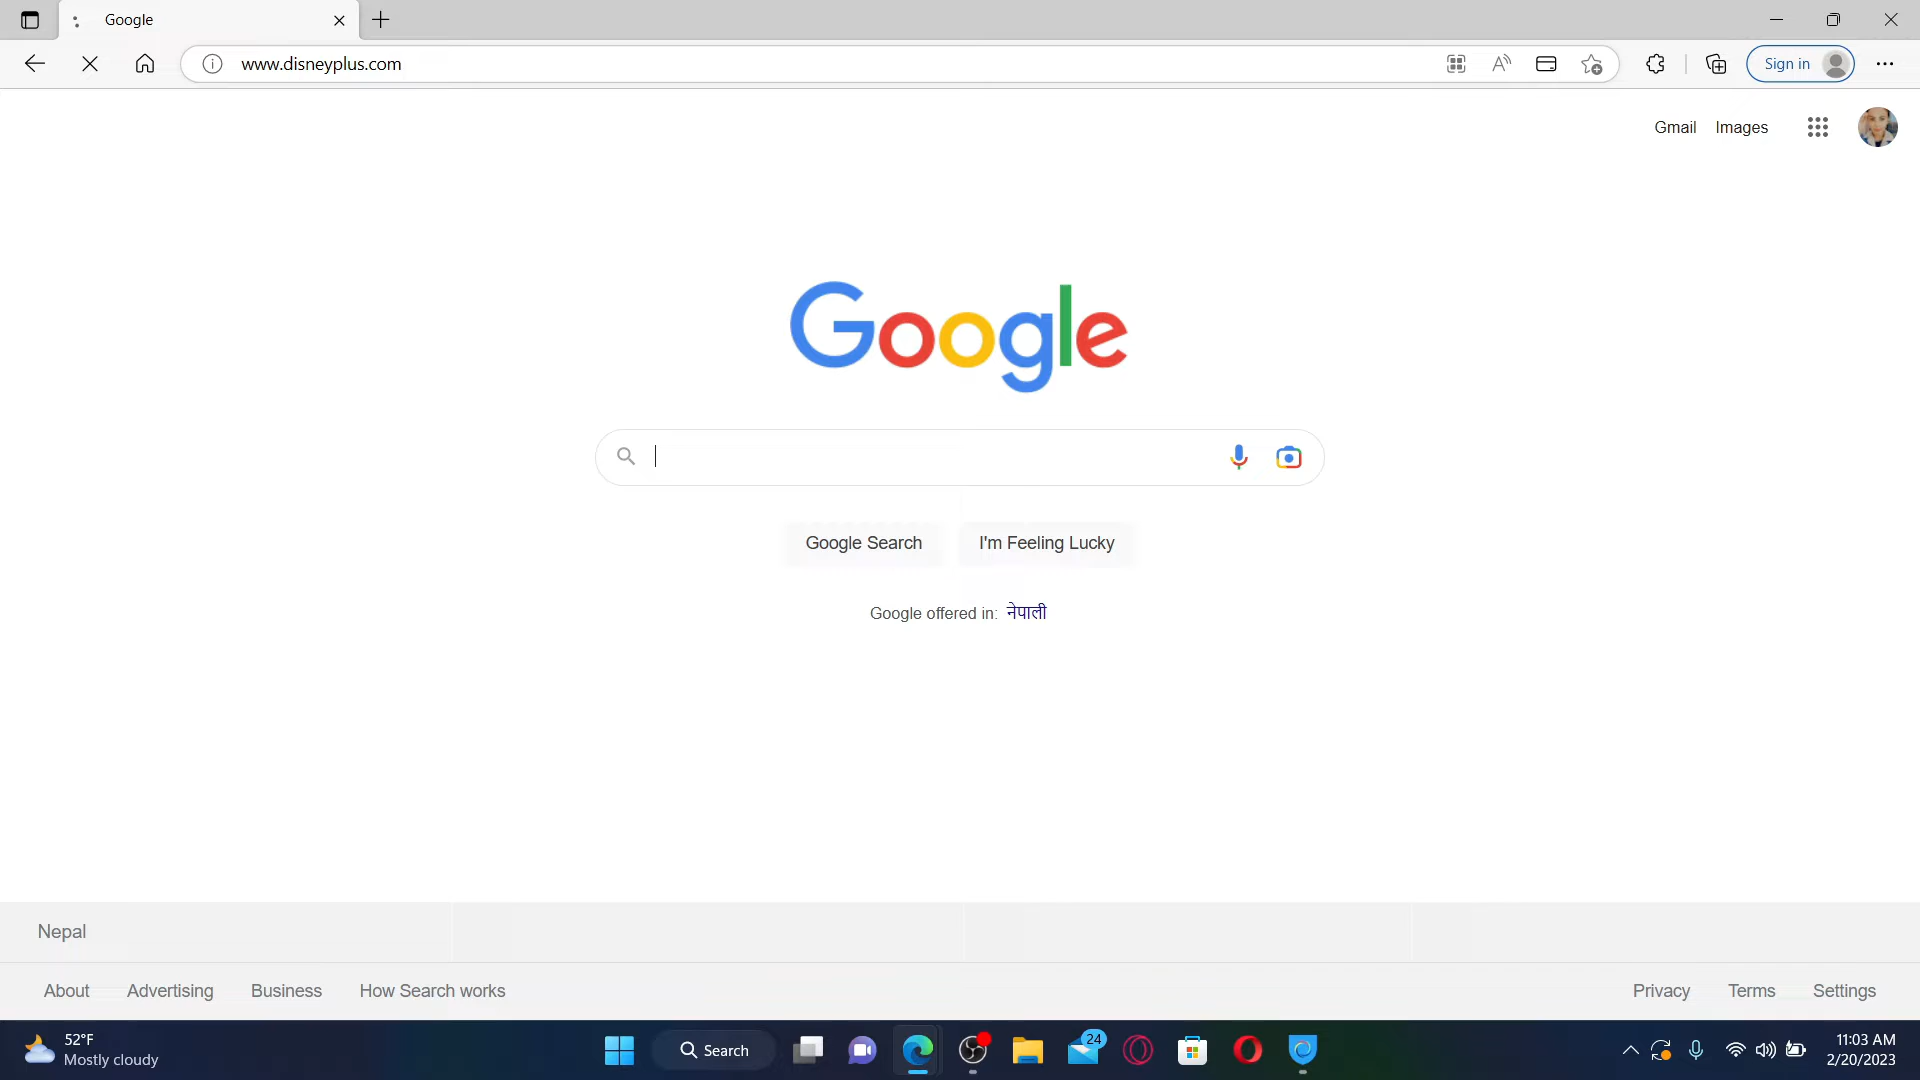 Google
www.disneyplus.com
Sign in
Gmail Images
Google
Google Search I'm Feeling Lucky
Google offered in: नेपाली
Nepal
About Advertising Business How Search works Privacy Terms Settings
52°F
Mostly cloudy
Search
24
11:03 AM
2/20/2023